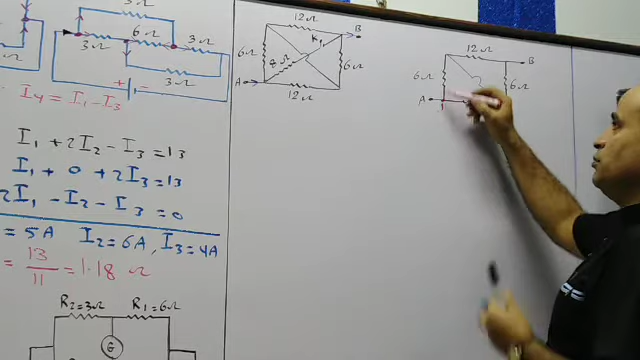 3Ω
6Ω
3Ω
3Ω
3Ω
+
-
I4 = I1 - I3
I1 + 2I2 - I3 = 13
I1 + 0 + 2I3 = 13
2I1 - I2 - I3 = 0
= 5A I2 = 6A, I3 = 4A
= 13/11 = 1.18 Ω
R2=3Ω R1=6Ω
G
12Ω
B
K1
6Ω
8Ω
6Ω
A
12Ω
12Ω
B
6Ω
6Ω
A